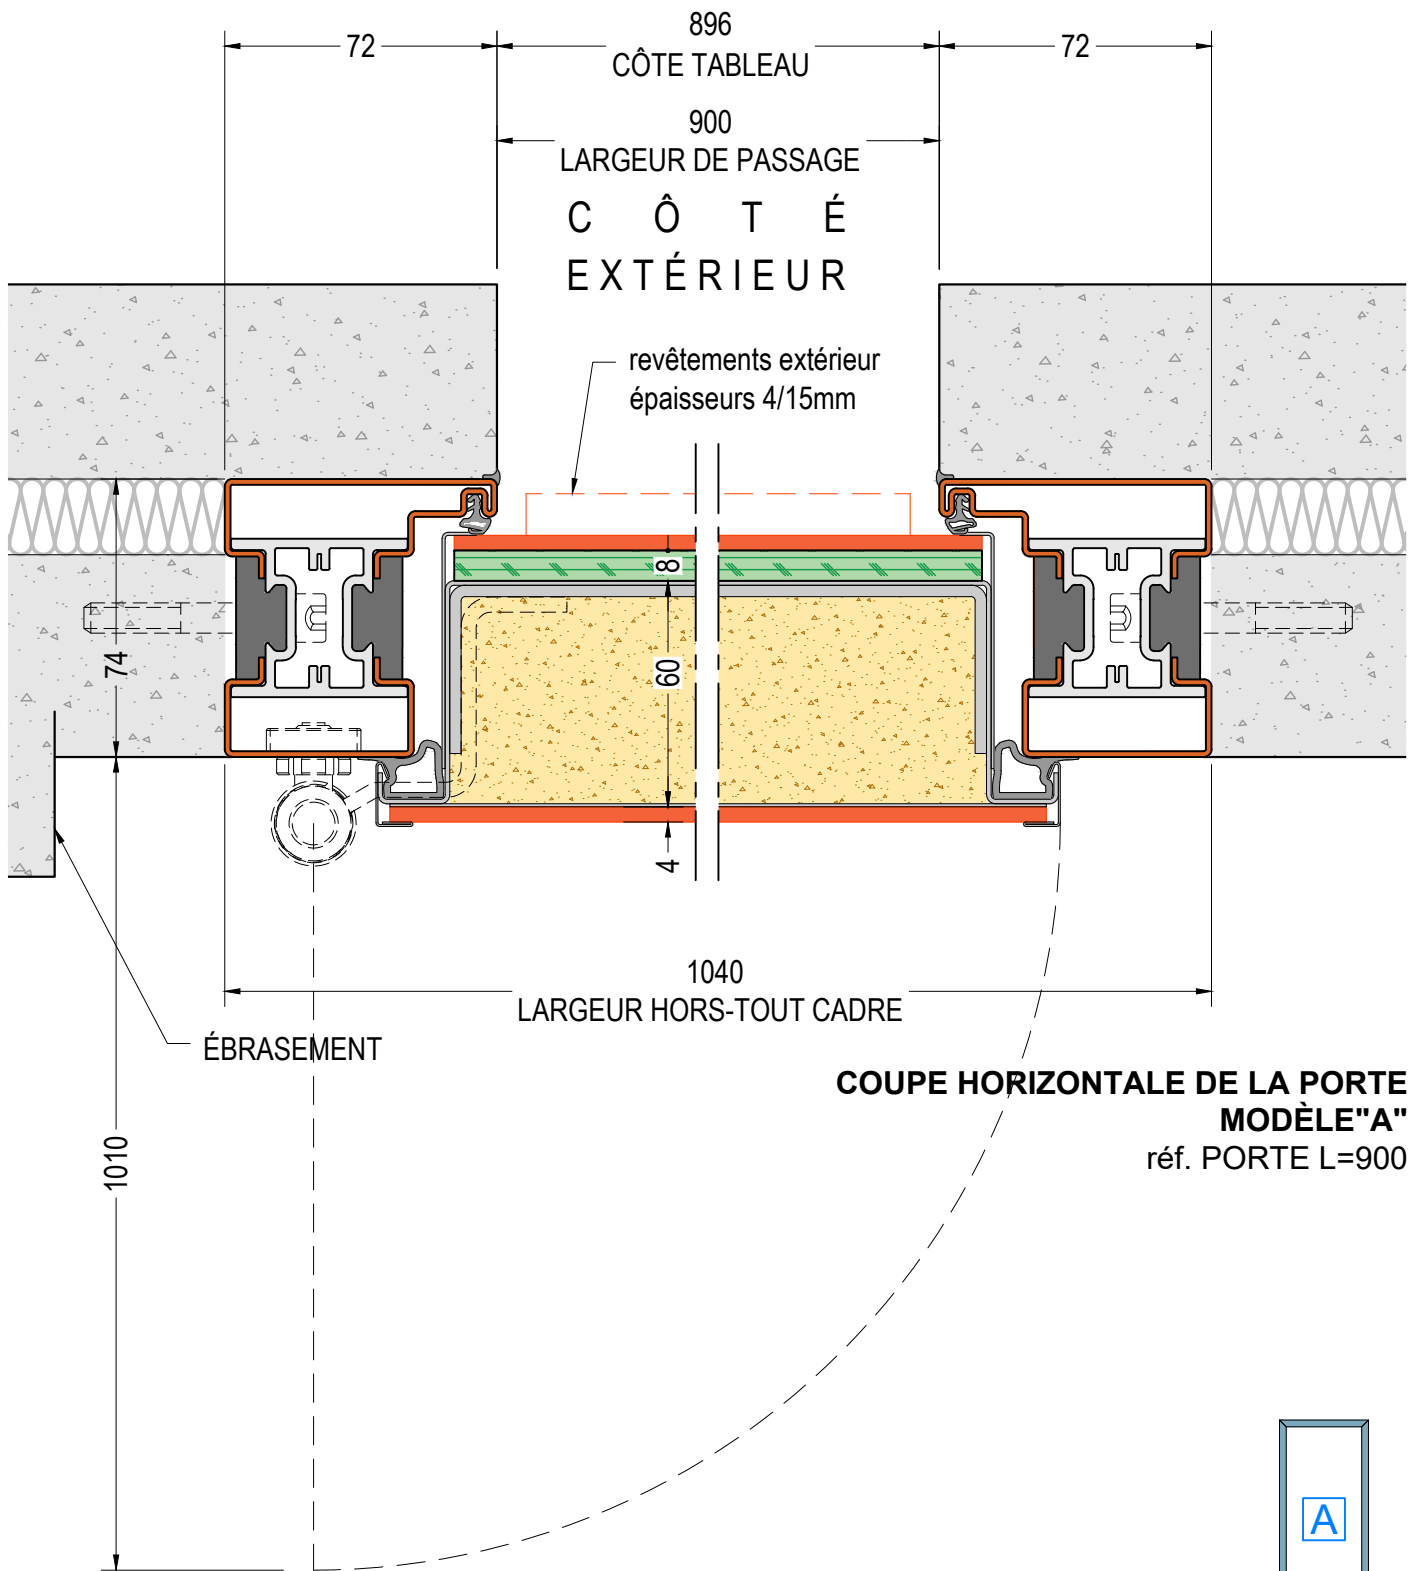 896
72
72
CÔTE TABLEAU
900
LARGEUR DE PASSAGE
CÔTÉ
EXTÉRIEUR
revêtements extérieur
épaisseurs 4/15mm
8
74
60
4
1040
LARGEUR HORS-TOUT CADRE
ÉBRASEMENT
COUPE HORIZONTALE DE LA PORTE
MODÈLE"A"
réf. PORTE L=900
1010
A